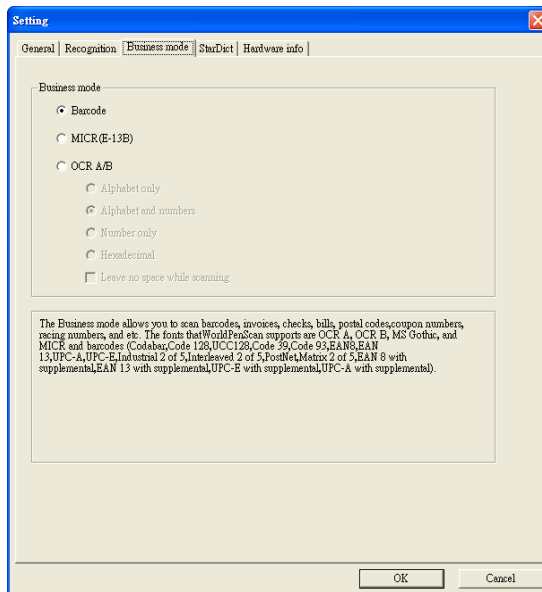 Setting
General Recognition Business mode StarDict Hardware info
Business mode
Barcode
MICR(E-13B)
OCR A/B
Alphabet only
Alphabet and numbers
Number only
Hexadecimal
Leave no space while scanning
The Business mode allows you to scan barcodes, invoices, checks, bills, postal codes,coupon numbers,
racing numbers, and etc. The fonts thatWorldPenScan supports are OCR A, OCR B, MS Gothic, and
MICR and barcodes (Codabar,Code 128,UCC128,Code 39,Code 93,EAN8,EAN
13,UPC-A,UPC-E,Industrial 2 of 5,Interleaved 2 of 5,PostNet,Matrix 2 of 5,EAN 8 with
supplemental,EAN 13 with supplemental,UPC-E with supplemental,UPC-A with supplemental).
OK Cancel